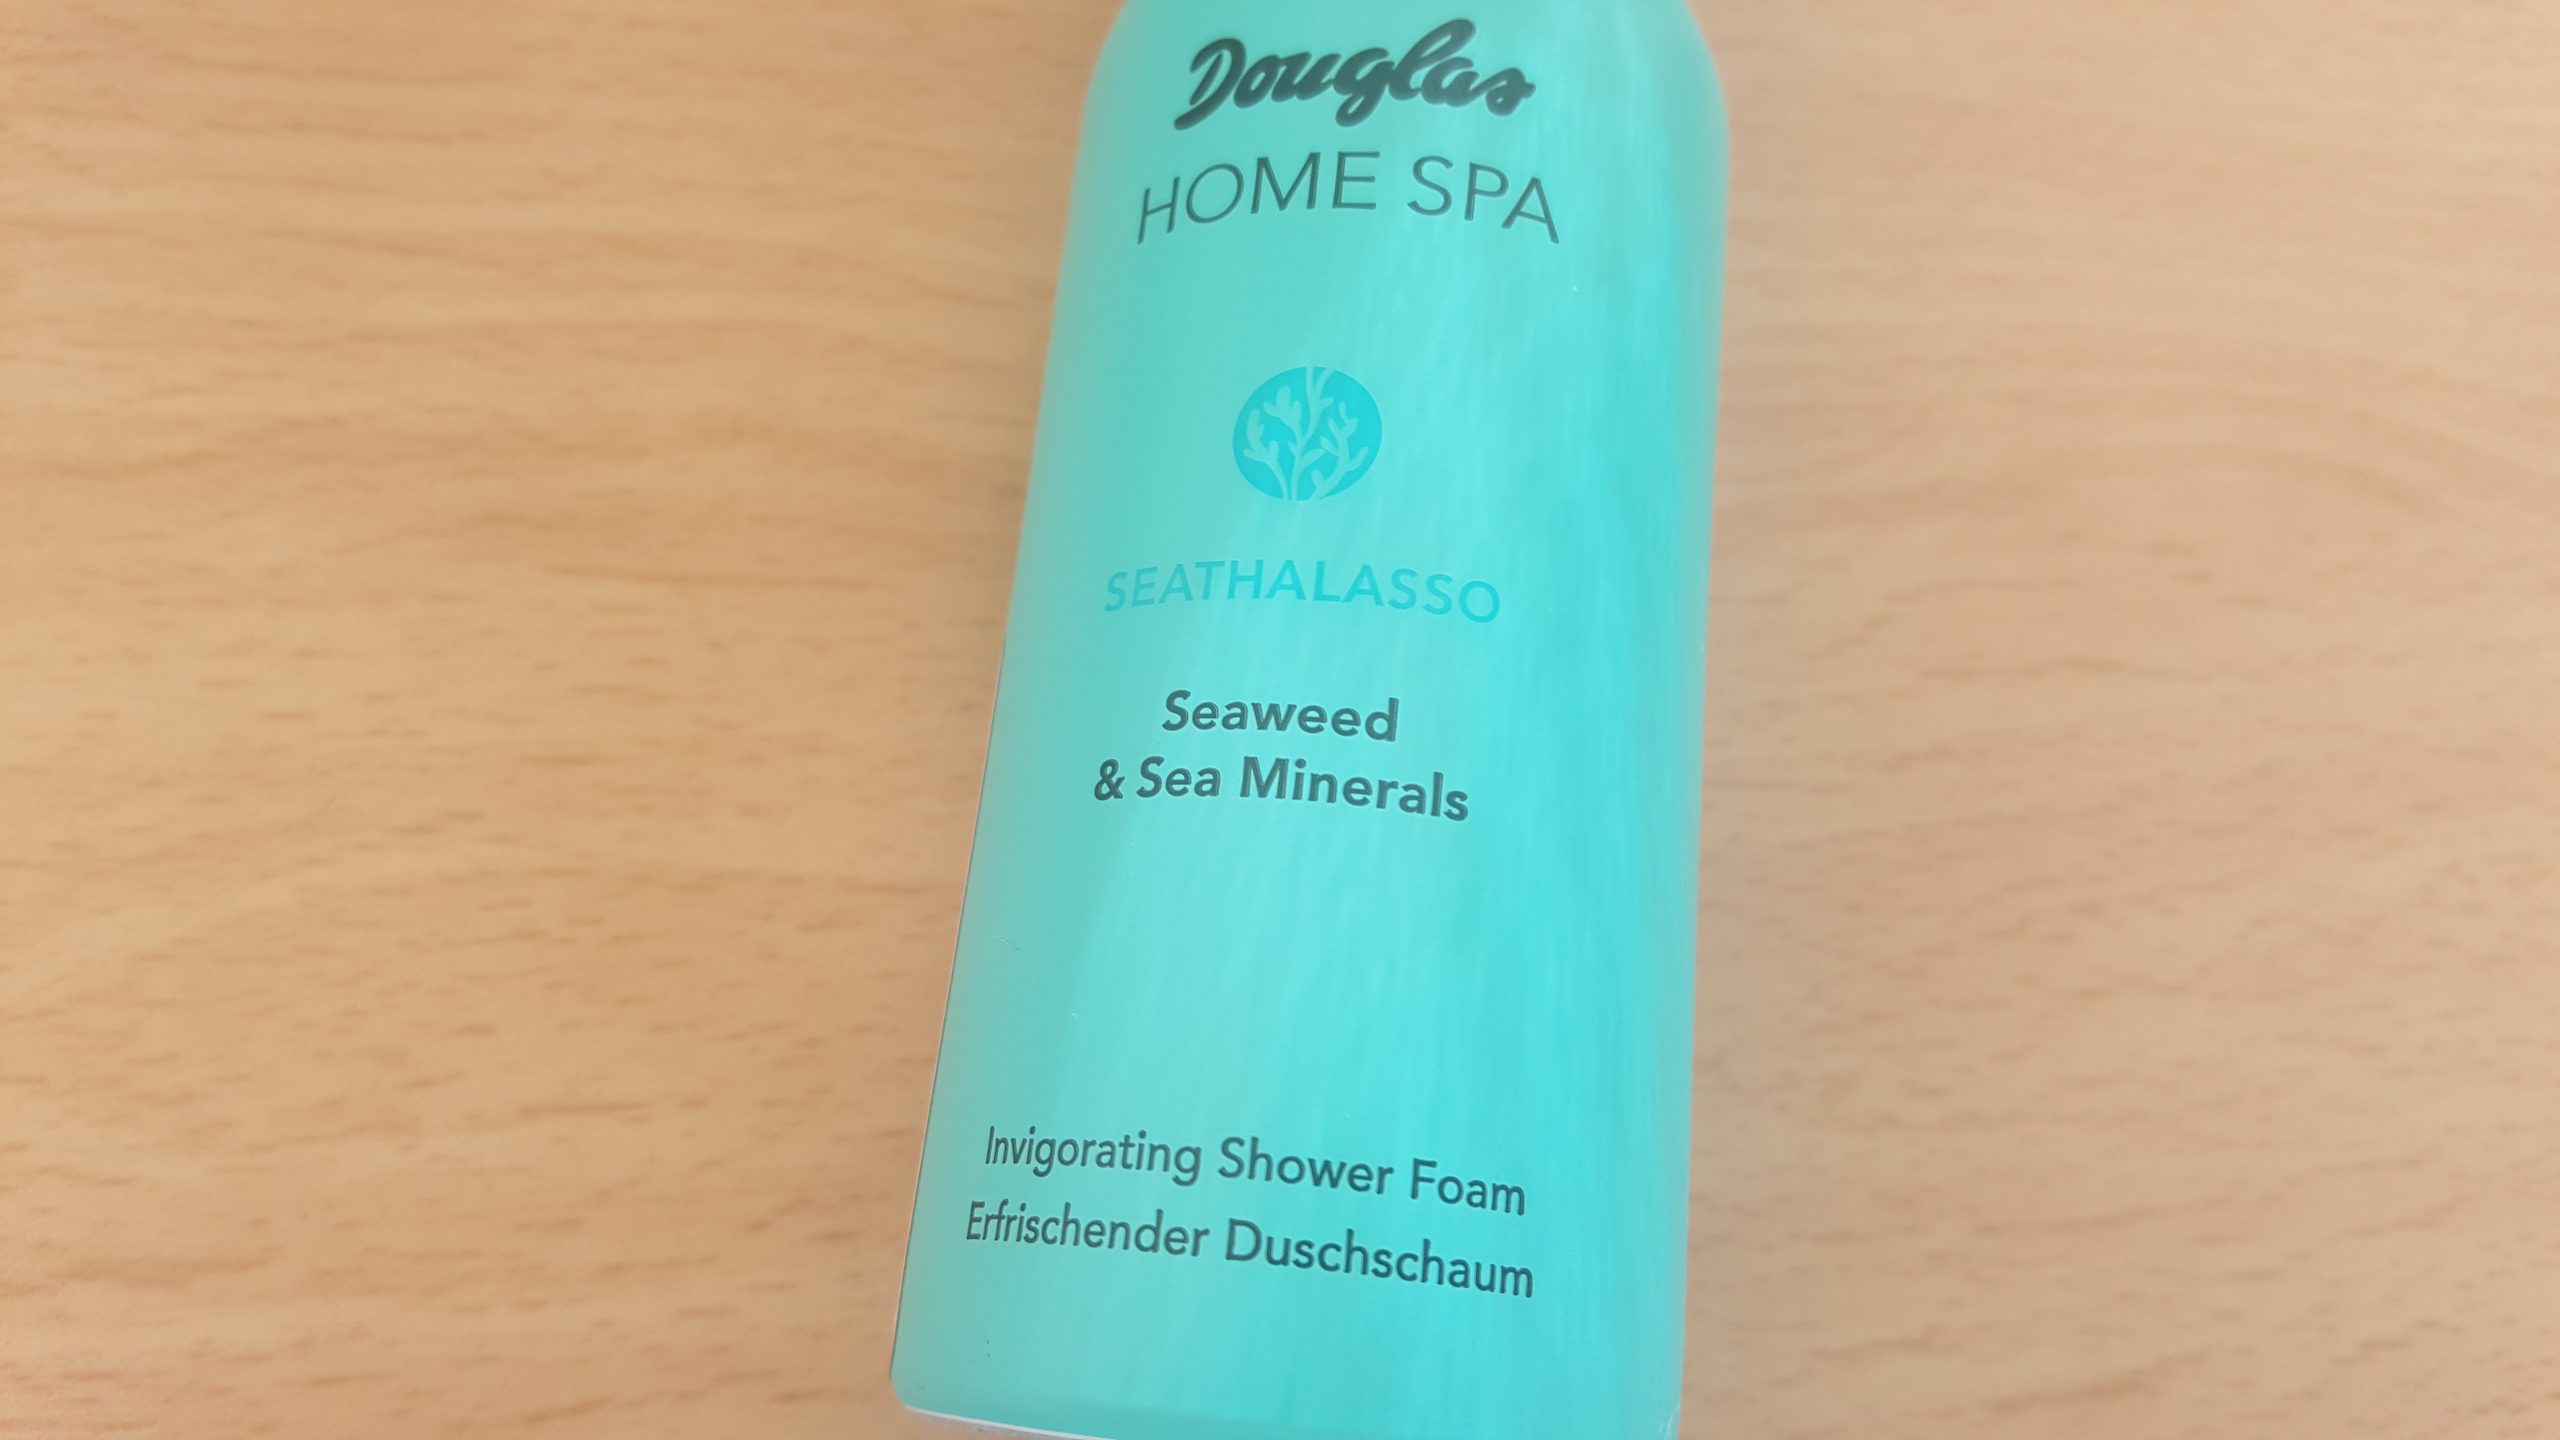 Douglas
HOME SPA
SEATHALASSO
Seaweed
& Sea Minerals
Invigorating Shower Foam
Erfrischender Duschschaum